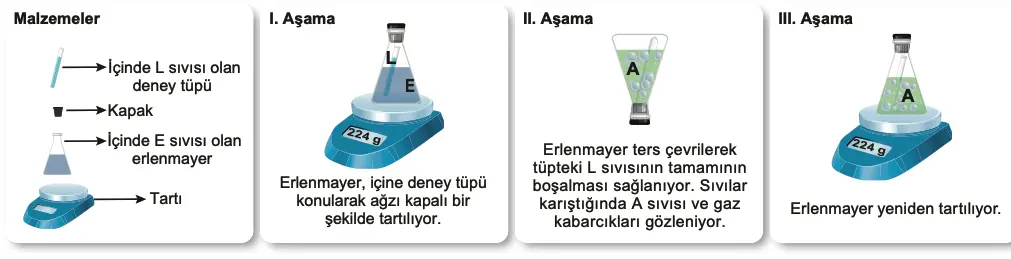 Malzemeler
İçinde L sıvısı olan
deney tüpü
Kapak
İçinde E sıvısı olan
erlenmayer
Tartı
I. Aşama
L
E
224 g
Erlenmayer, içine deney tüpü
konularak ağzı kapalı bir
şekilde tartılıyor.
II. Aşama
A
Erlenmayer ters çevrilerek
tüpteki L sıvısının tamamının
boşalması sağlanıyor. Sıvılar
karıştığında A sıvısı ve gaz
kabarcıkları gözleniyor.
III. Aşama
A
224 g
Erlenmayer yeniden tartılıyor.